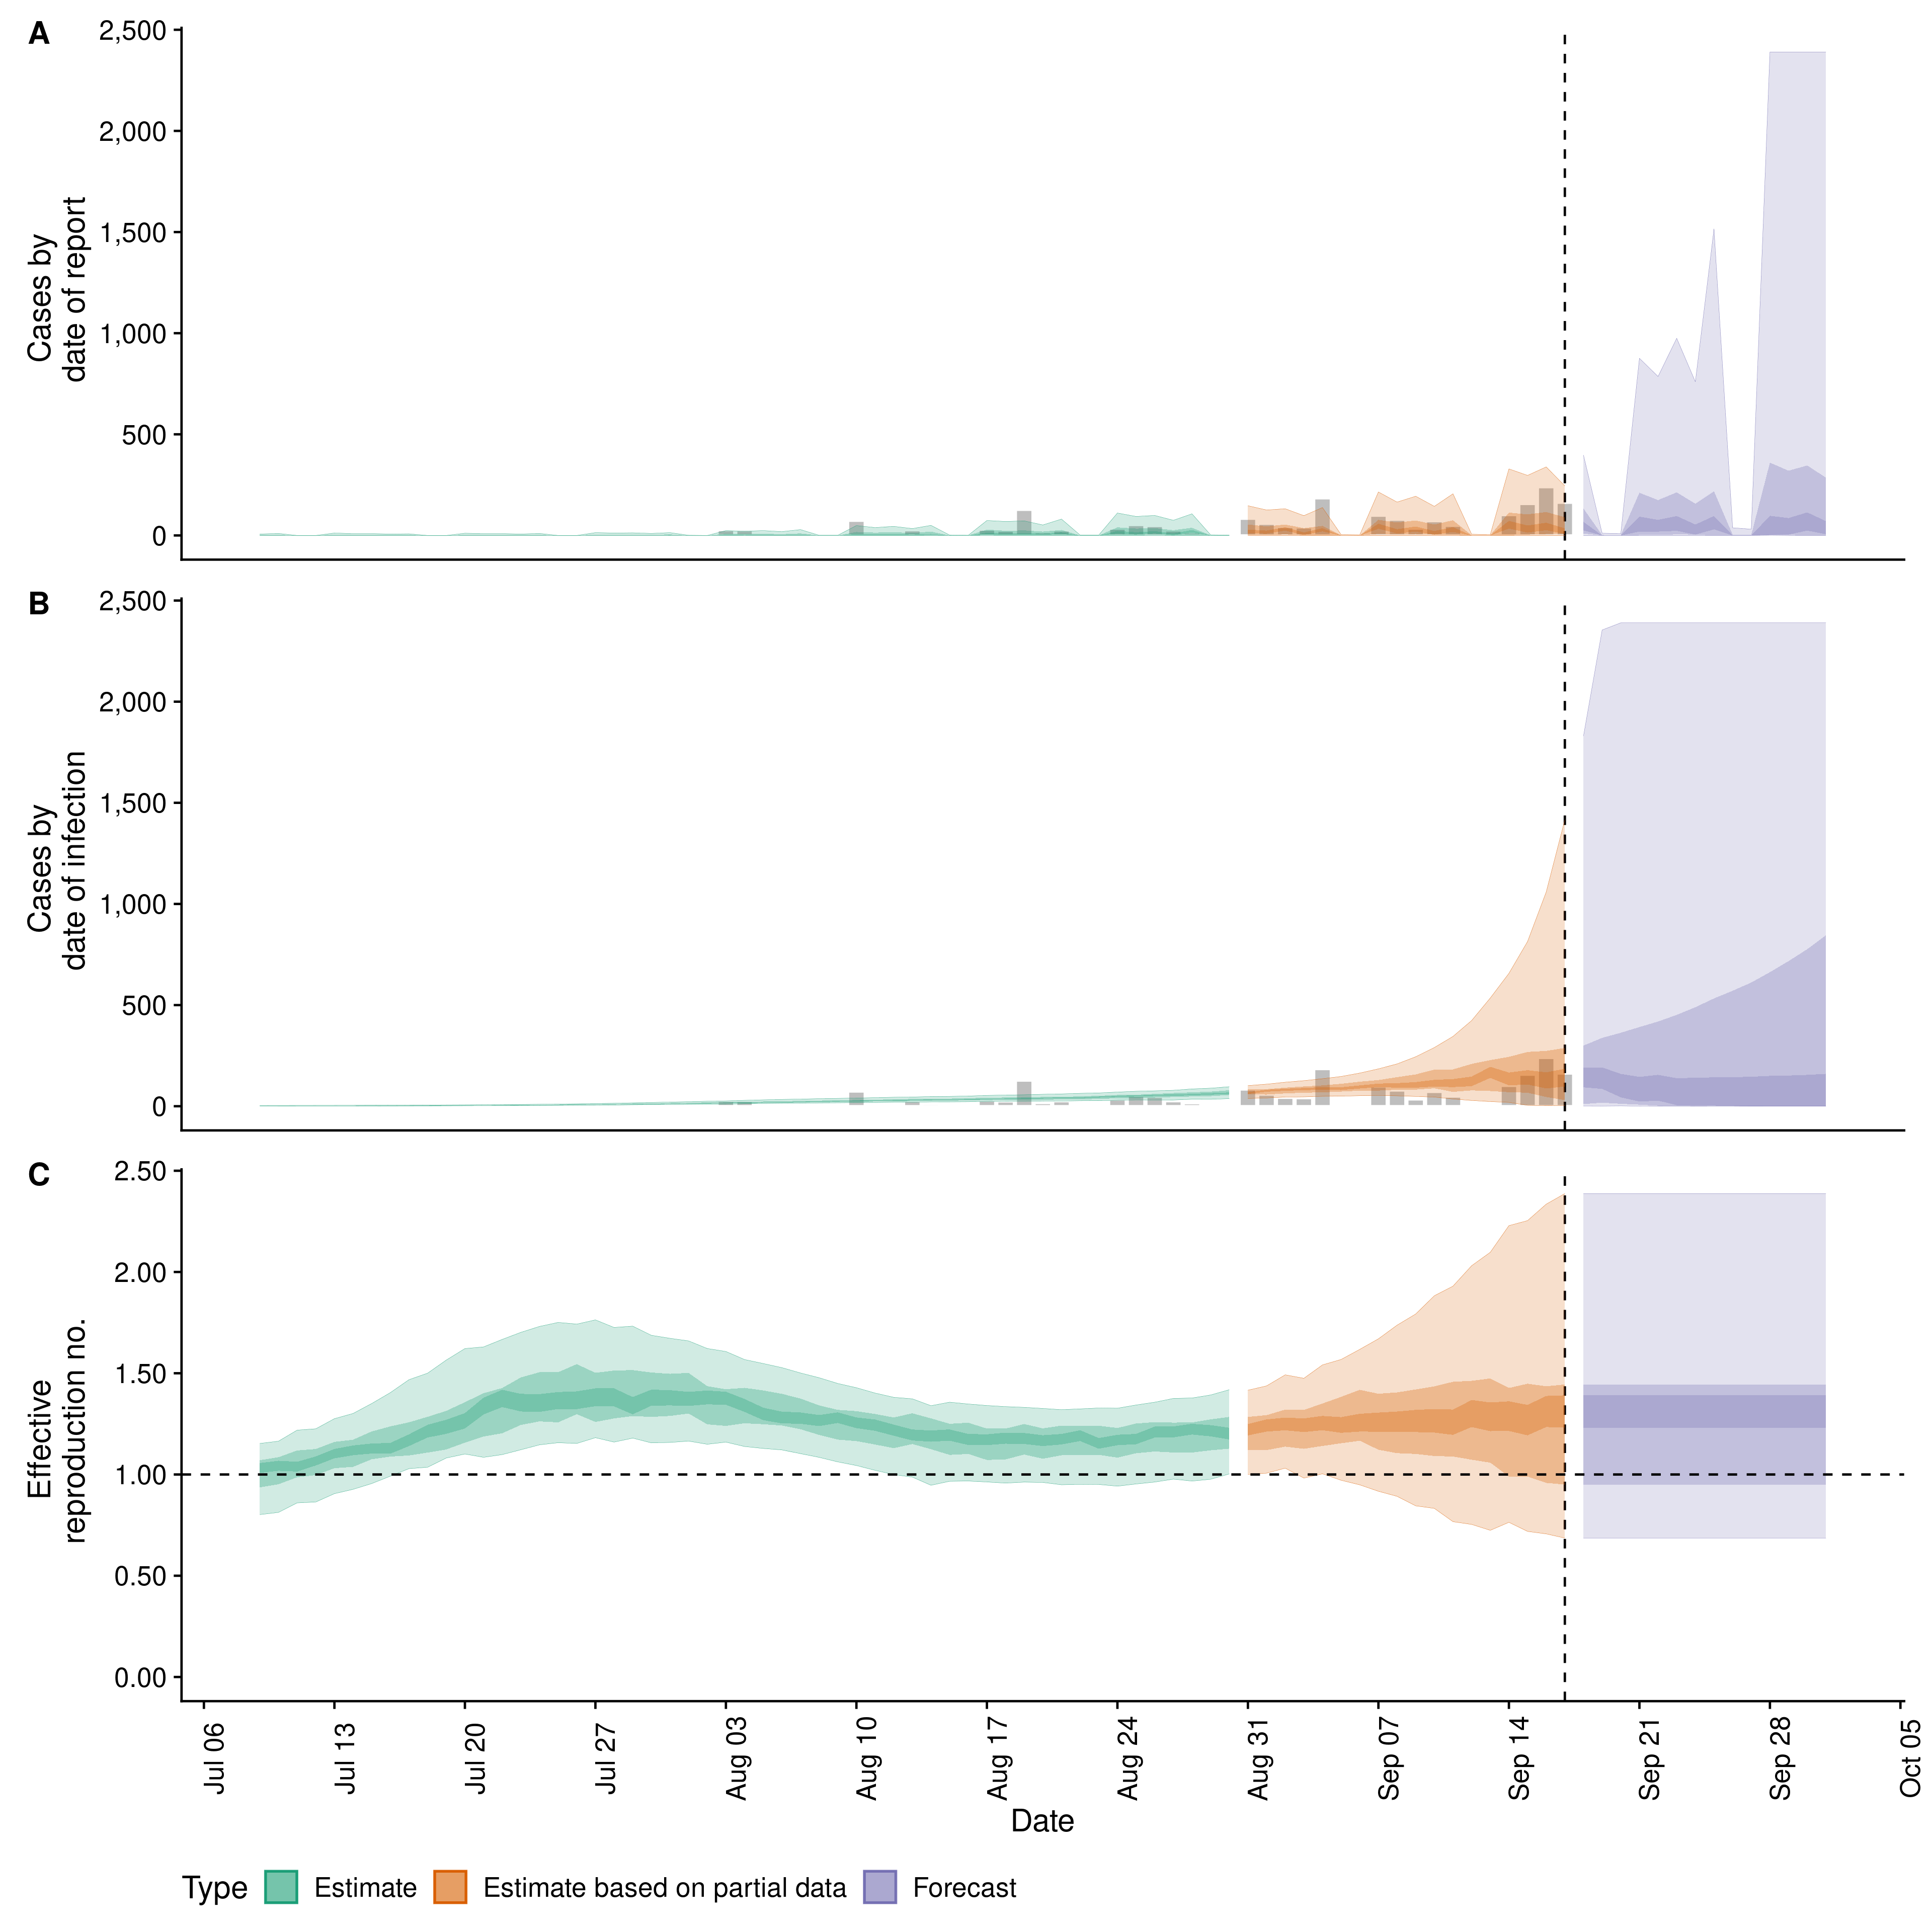 A
2,500
2,000
1,500
1,000
500
0
Cases by
date of report
B
2,500
2,000
1,500
1,000
500
0
Cases by
date of infection
C
2.50
2.00
1.50
1.00
0.50
0.00
Effective
reproduction no.
Jul 06
Jul 13
Jul 20
Jul 27
Aug 03
Aug 10
Aug 17
Aug 24
Aug 31
Sep 07
Sep 14
Sep 21
Sep 28
Oct 05
Date
Type Estimate Estimate based on partial data Forecast